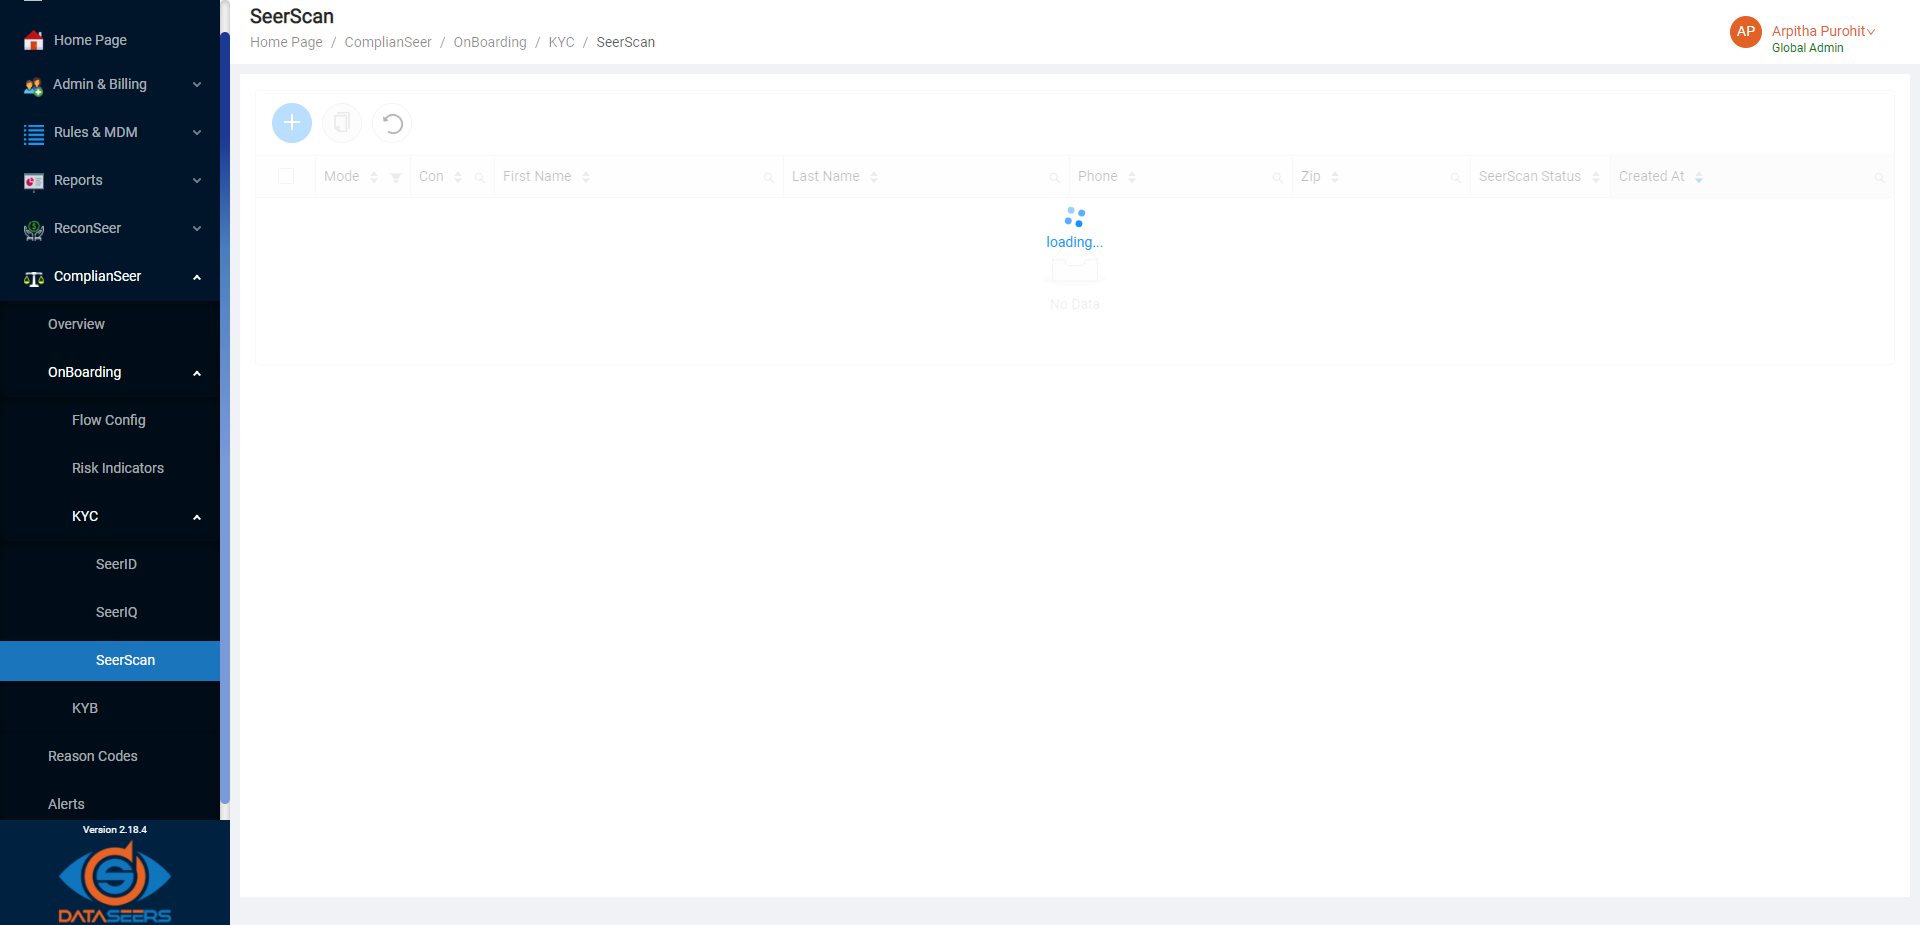 Home Page
Admin & Billing
Rules & MDM
Reports
ReconSeer
ComplianSeer
Overview
OnBoarding
Flow Config
Risk Indicators
KYC
SeerID
SeerIQ
SeerScan
KYB
Reason Codes
Alerts
Version 2.18.4
DATASEERS
SeerScan
Home Page / ComplianSeer / OnBoarding / KYC / SeerScan
AP
Arpitha Purohit
Global Admin
Mode Con First Name Last Name Phone Zip SeerScan Status Created At
loading...
No Data